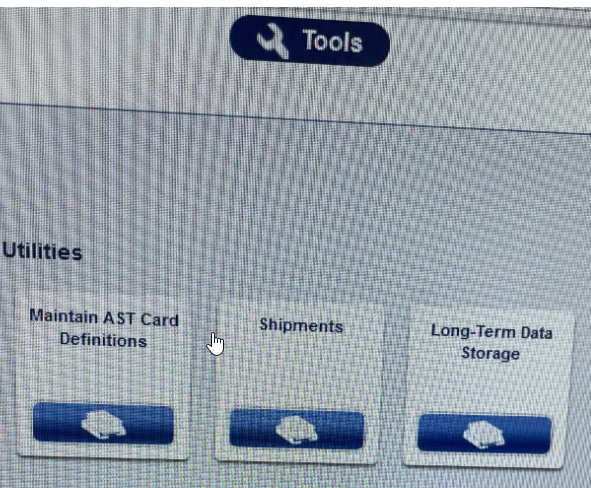 Tools
Utilities
Maintain AST Card
Definitions
Shipments
Long-Term Data
Storage